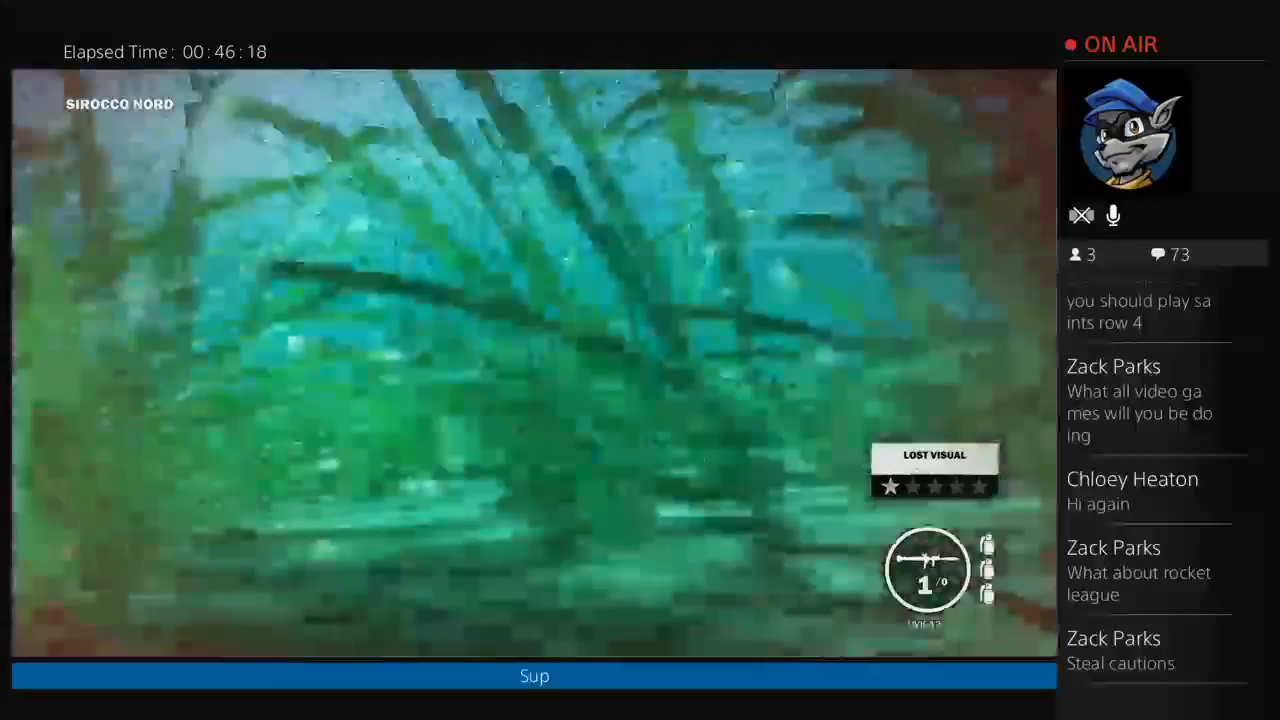 Elapsed Time: 00:46:18
ON AIR
SIROCCO NORD
3
73
you should play sa
ints row 4
Zack Parks
What all video ga
mes will you be do
ing
Chloey Heaton
Hi again
Zack Parks
What about rocket
league
Zack Parks
Steal cautions
LOST VISUAL
1/0
Sup